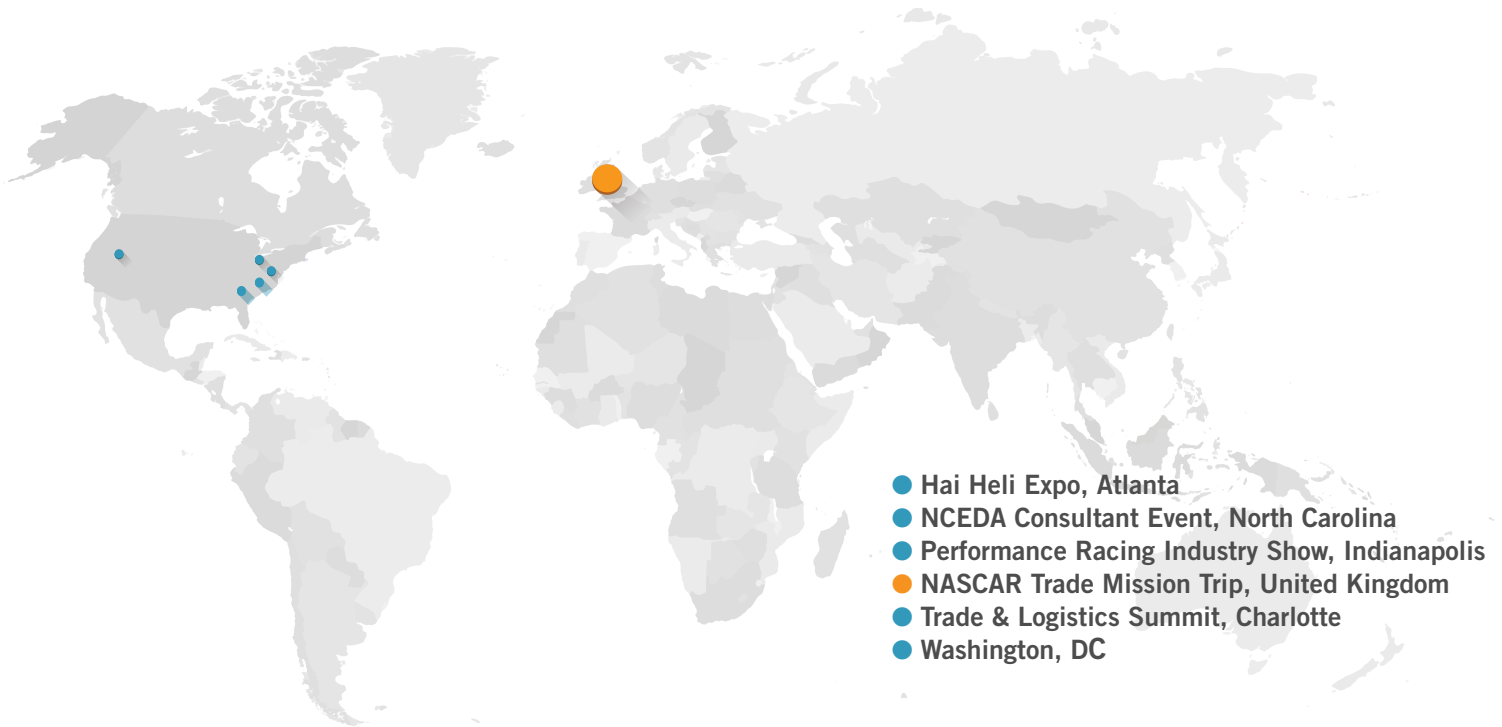 Hai Heli Expo, Atlanta
NCEDA Consultant Event, North Carolina
Performance Racing Industry Show, Indianapolis
NASCAR Trade Mission Trip, United Kingdom
Trade & Logistics Summit, Charlotte
Washington, DC